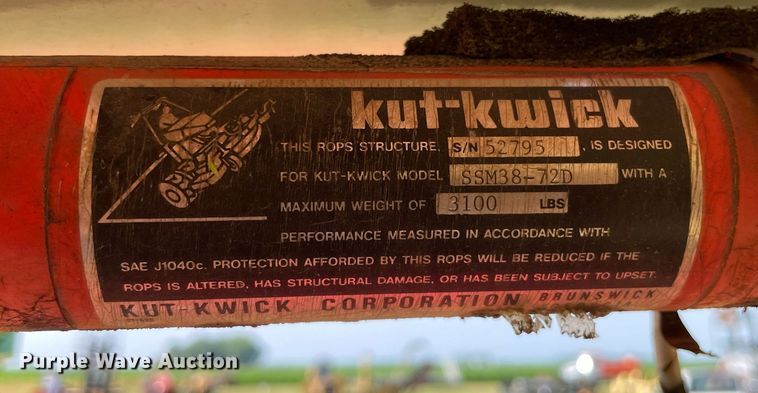 kut-kwick
THIS ROPS STRUCTURE, S/N 52795, IS DESIGNED
FOR KUT-KWICK MODEL SSM38-72D WITH A
MAXIMUM WEIGHT OF 3100 LBS
PERFORMANCE MEASURED IN ACCORDANCE WITH
SAE J1040c. PROTECTION AFFORDED BY THIS ROPS WILL BE REDUCED IF THE
ROPS IS ALTERED, HAS STRUCTURAL DAMAGE, OR HAS BEEN SUBJECT TO UPSET.
KUT-KWICK CORPORATION BRUNSWICK
Purple Wave Auction